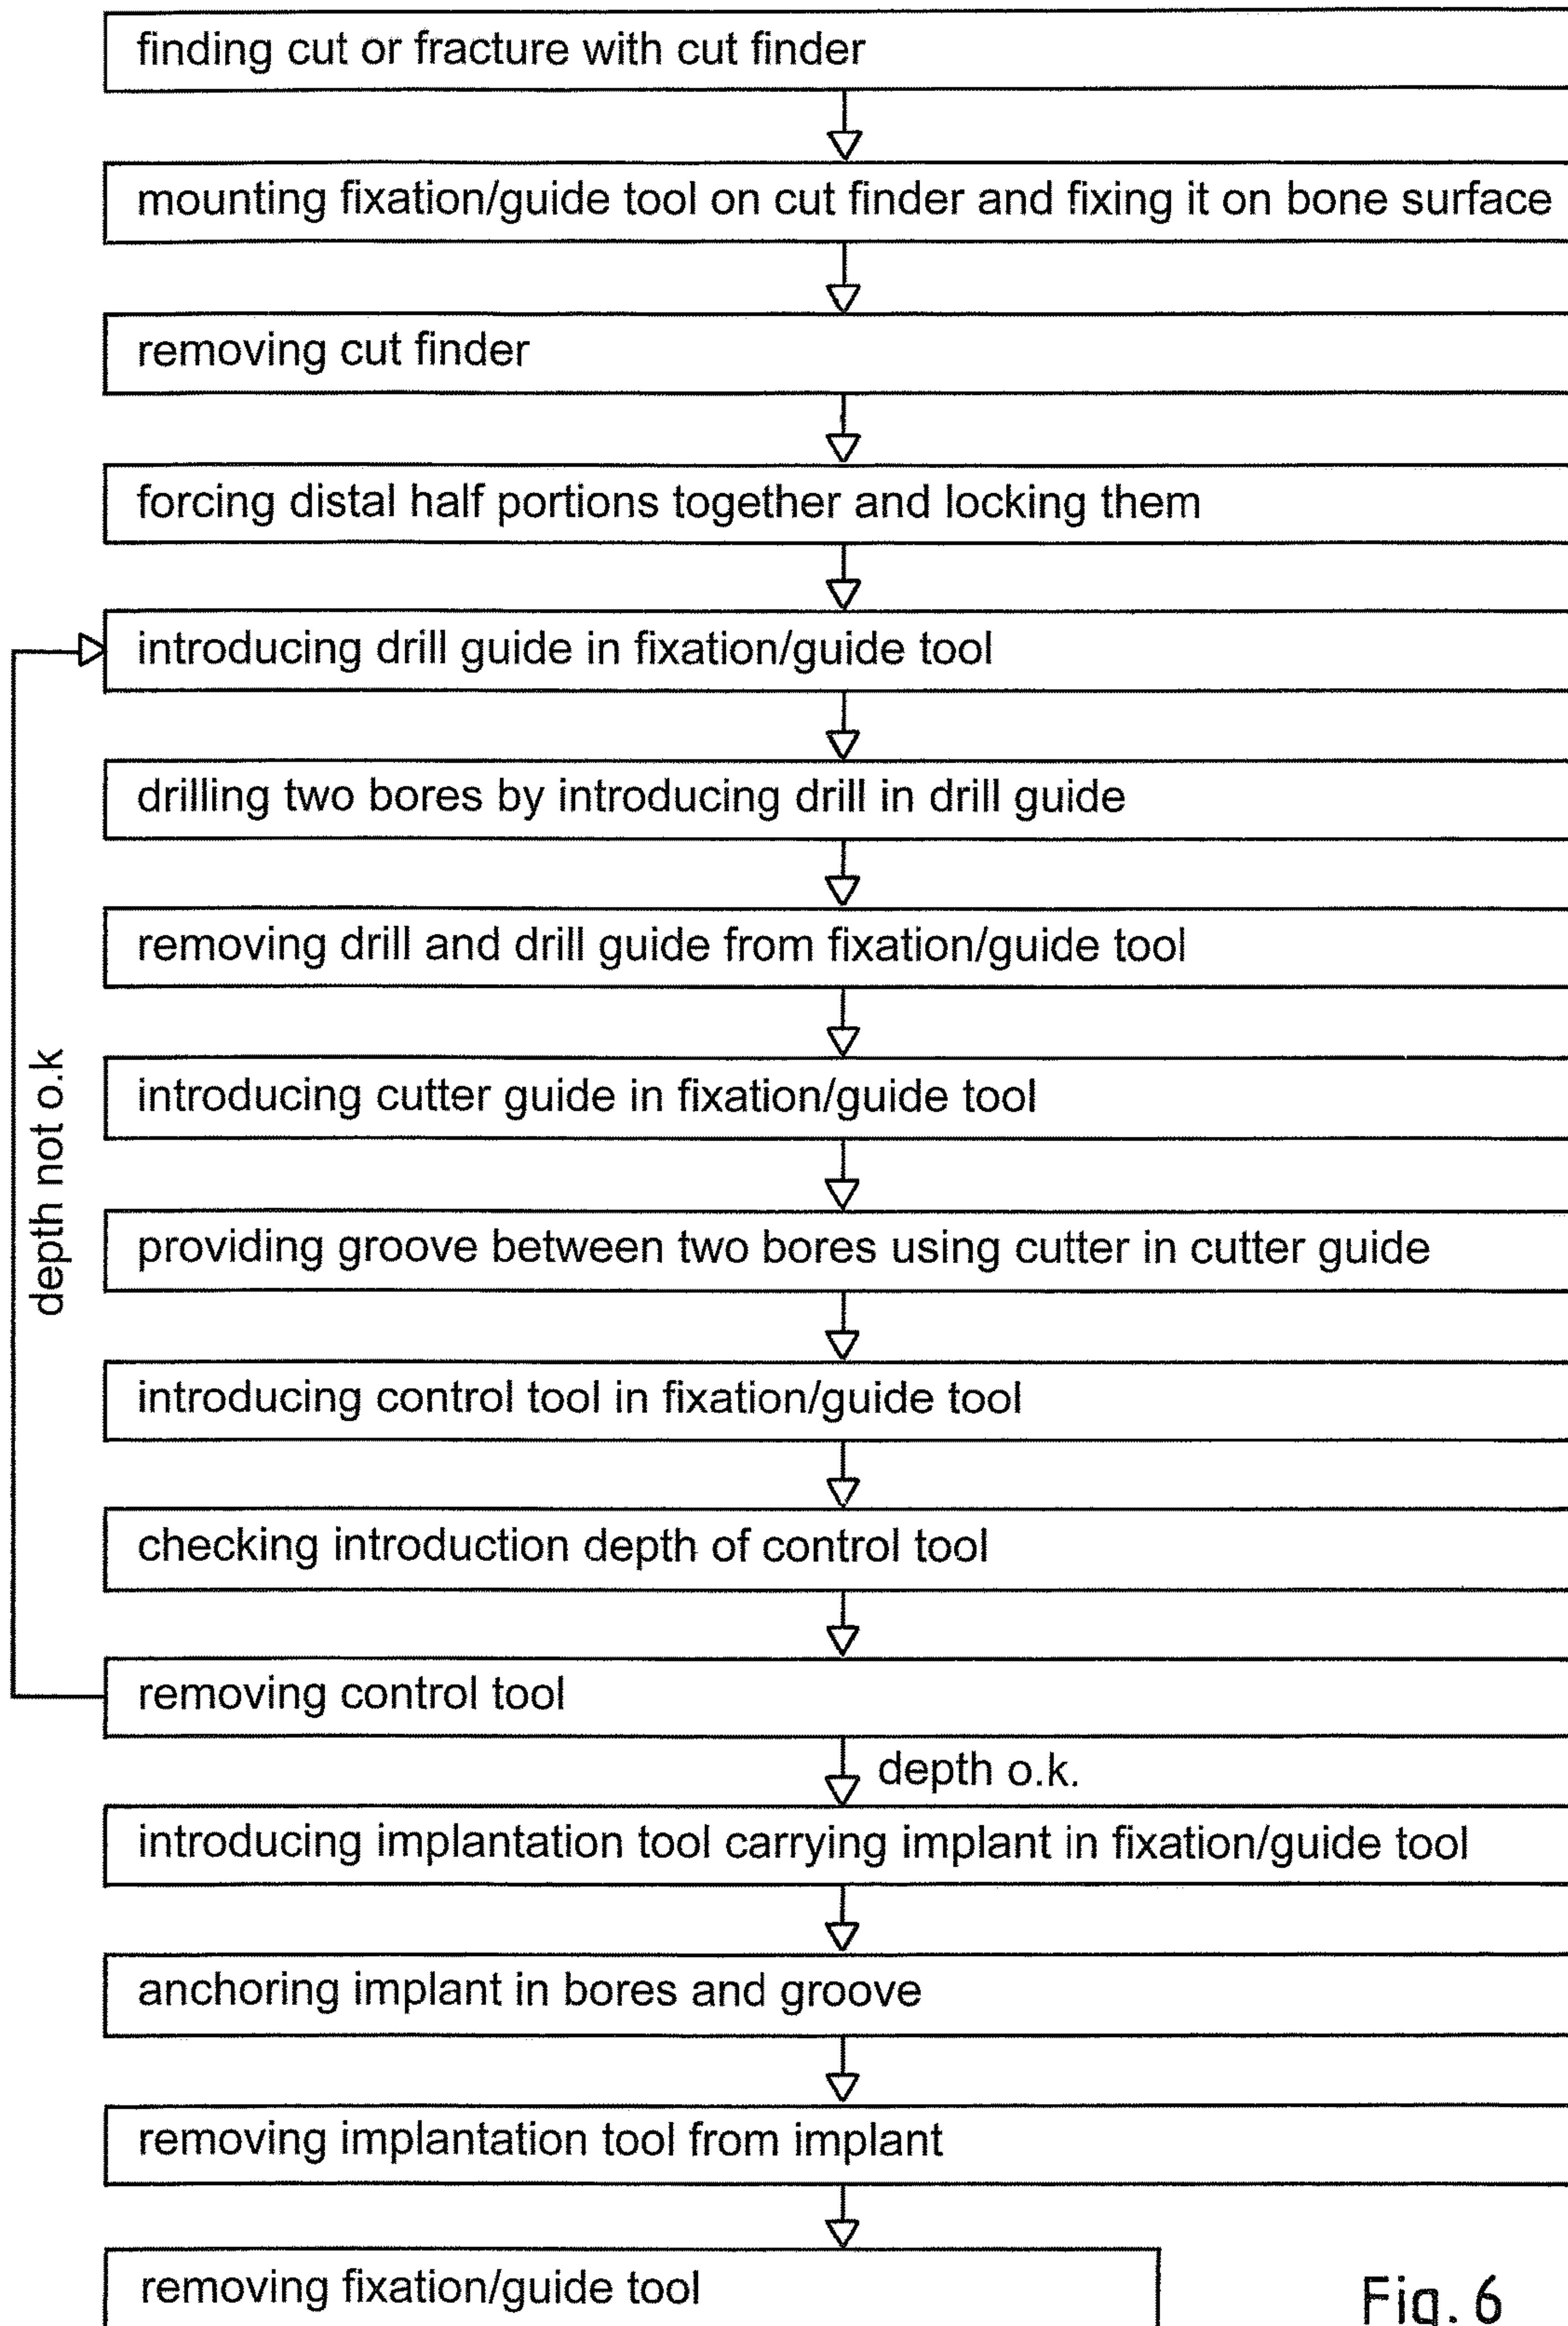 finding cut or fracture with cut finder
mounting fixation/guide tool on cut finder and fixing it on bone surface
removing cut finder
forcing distal half portions together and locking them
introducing drill guide in fixation/guide tool
drilling two bores by introducing drill in drill guide
removing drill and drill guide from fixation/guide tool
introducing cutter guide in fixation/guide tool
depth not o.k
providing groove between two bores using cutter in cutter guide
introducing control tool in fixation/guide tool
checking introduction depth of control tool
removing control tool
depth o.k.
introducing implantation tool carrying implant in fixation/guide tool
anchoring implant in bores and groove
removing implantation tool from implant
removing fixation/guide tool
Fig. 6